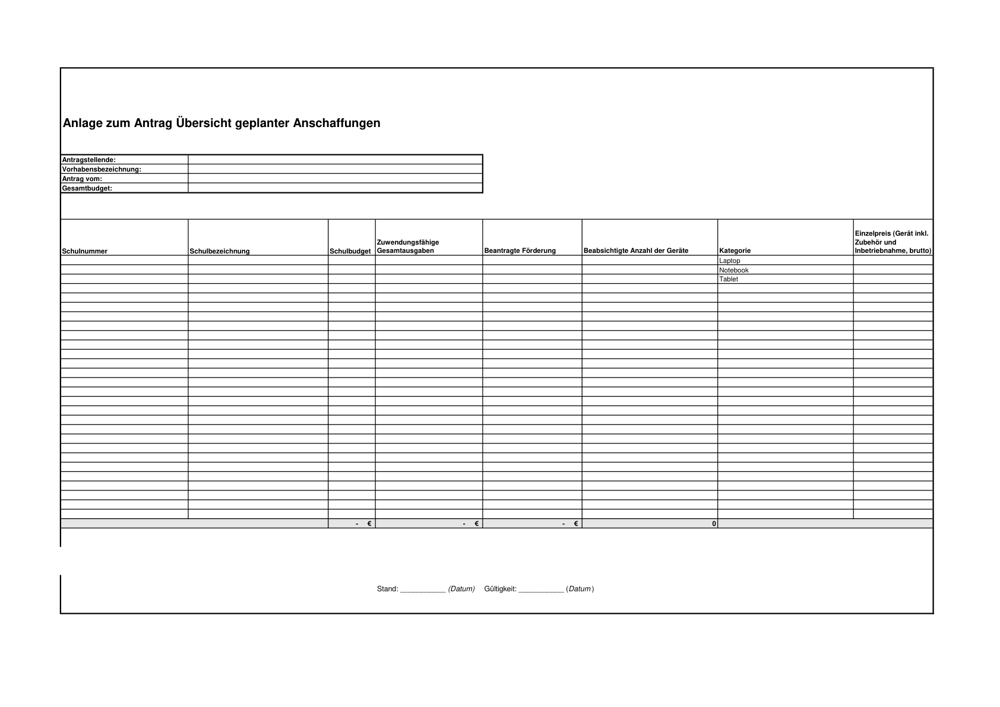 Anlage zum Antrag Übersicht geplanter Anschaffungen
Antragstellende:
Vorhabensbezeichnung:
Antrag vom:
Gesamtbudget:
Schulnummer
Schulbezeichnung
Schulbudget
Zuwendungsfähige
Gesamtausgaben
Beantragte Förderung
Beabsichtigte Anzahl der Geräte
Kategorie
Einzelpreis (Gerät inkl.
Zubehör und
Inbetriebnahme, brutto)
Laptop
Notebook
Tablet
- € - € - € 0
Stand: ___________ (Datum) Gültigkeit: ___________ (Datum)